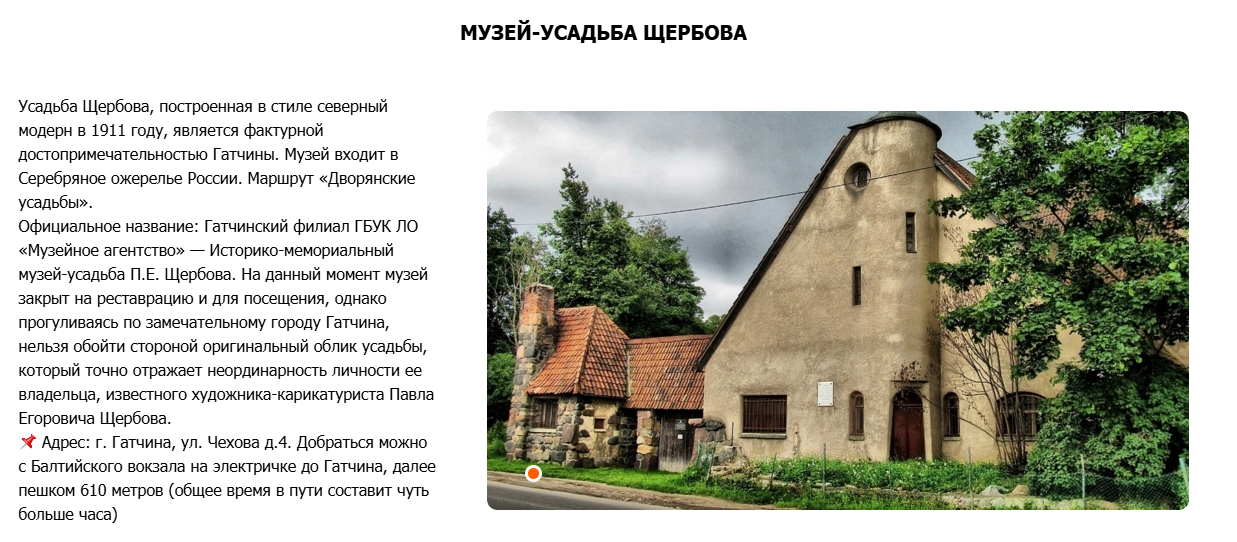 МУЗЕЙ-УСАДЬБА ЩЕРБОВА
Усадьба Щербова, построенная в стиле северный
модерн в 1911 году, является фактурной
достопримечательностью Гатчины. Музей входит в
Серебряное ожерелье России. Маршрут «Дворянские
усадьбы».
Официальное название: Гатчинский филиал ГБУК ЛО
«Музейное агентство» — Историко-мемориальный
музей-усадьба П.Е. Щербова. На данный момент музей
закрыт на реставрацию и для посещения, однако
прогуливаясь по замечательному городу Гатчина,
нельзя обойти стороной оригинальный облик усадьбы,
который точно отражает неординарность личности ее
владельца, известного художника-карикатуриста Павла
Егоровича Щербова.
📌 Адрес: г. Гатчина, ул. Чехова д.4. Добраться можно
с Балтийского вокзала на электричке до Гатчина, далее
пешком 610 метров (общее время в пути составит чуть
больше часа)